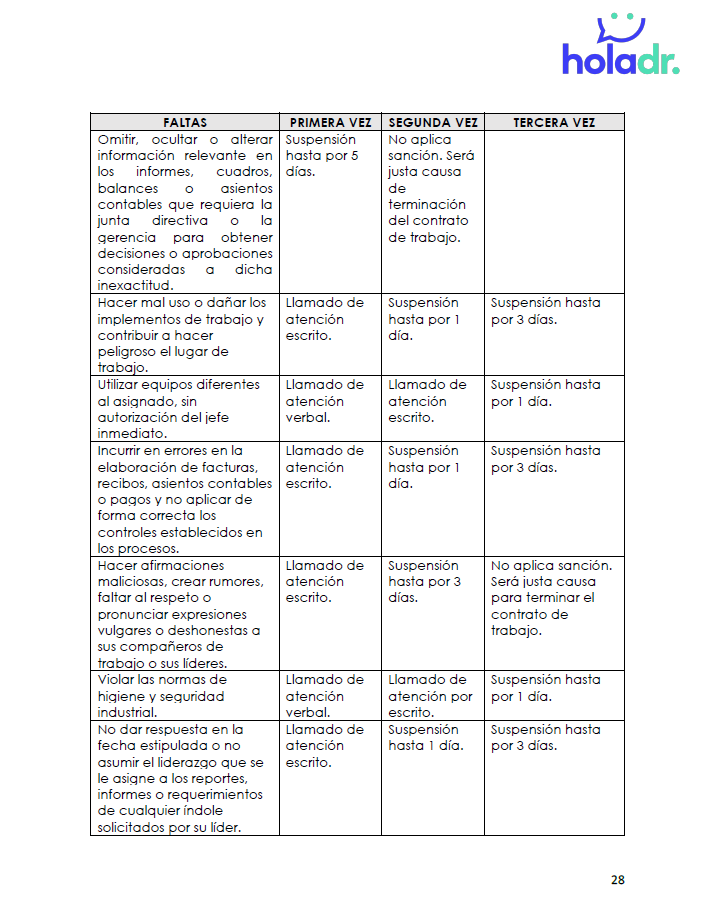 holadr.
FALTAS PRIMERA VEZ SEGUNDA VEZ TERCERA VEZ
Omitir, ocultar o alterar
información relevante en
los informes, cuadros,
balances o asientos
contables que requiera la
junta directiva o la
gerencia para obtener
decisiones o aprobaciones
consideradas a dicha
inexactitud.
Suspensión
hasta por 5
días.
No aplica
sanción. Será
justa causa
de
terminación
del contrato
de trabajo.
Hacer mal uso o dañar los
implementos de trabajo y
contribuir a hacer
peligroso el lugar de
trabajo.
Llamado de
atención
escrito.
Suspensión
hasta por 1
día.
Suspensión hasta
por 3 días.
Utilizar equipos diferentes
al asignado, sin
autorización del jefe
inmediato.
Llamado de
atención
verbal.
Llamado de
atención
escrito.
Suspensión hasta
por 1 día.
Incurrir en errores en la
elaboración de facturas,
recibos, asientos contables
o pagos y no aplicar de
forma correcta los
controles establecidos en
los procesos.
Llamado de
atención
escrito.
Suspensión
hasta por 1
día.
Suspensión hasta
por 3 días.
Hacer afirmaciones
maliciosas, crear rumores,
faltar al respeto o
pronunciar expresiones
vulgares o deshonestas a
sus compañeros de
trabajo o sus líderes.
Llamado de
atención
escrito.
Suspensión
hasta por 3
días.
No aplica sanción.
Será justa causa
para terminar el
contrato de
trabajo.
Violar las normas de
higiene y seguridad
industrial.
Llamado de
atención
verbal.
Llamado de
atención por
escrito.
Suspensión hasta
por 1 día.
No dar respuesta en la
fecha estipulada o no
asumir el liderazgo que se
le asigne a los reportes,
informes o requerimientos
de cualquier índole
solicitados por su líder.
Llamado de
atención
escrito.
Suspensión
hasta 1 día.
Suspensión hasta
por 3 días.
28